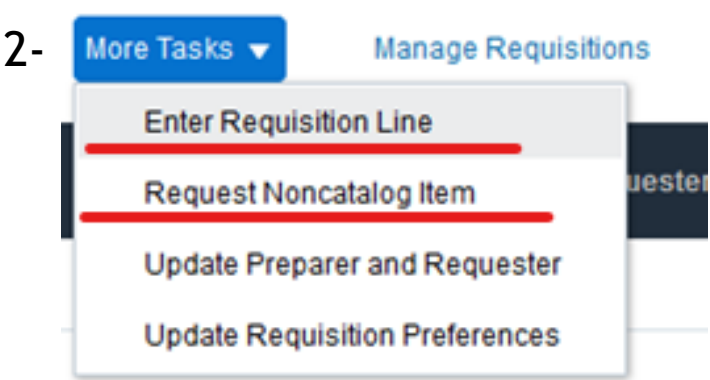 2- More Tasks Manage Requisitions
Enter Requisition Line
Request Noncatalog Item
Update Preparer and Requester
Update Requisition Preferences